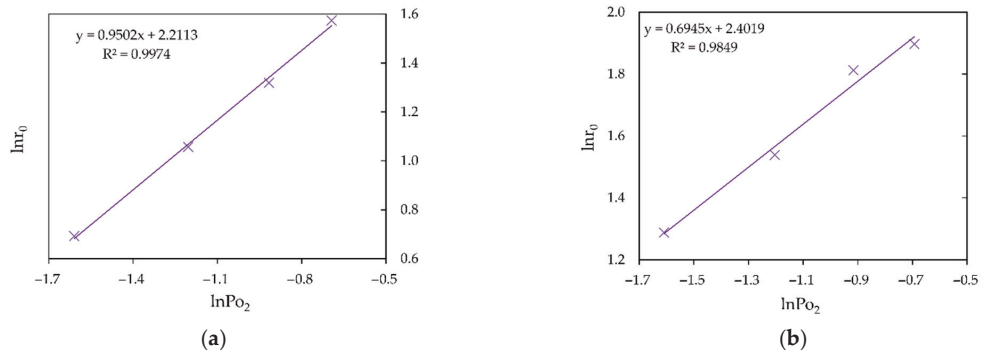 y = 0.9502x + 2.2113
R² = 0.9974
lnr₀
1.6
1.4
1.2
1.0
0.8
0.6
−1.7 −1.4 −1.1 −0.8 −0.5
lnPo₂
(a)
y = 0.6945x + 2.4019
R² = 0.9849
lnr₀
2.0
1.8
1.6
1.4
1.2
−1.7 −1.5 −1.3 −1.1 −0.9 −0.7 −0.5
lnPo₂
(b)